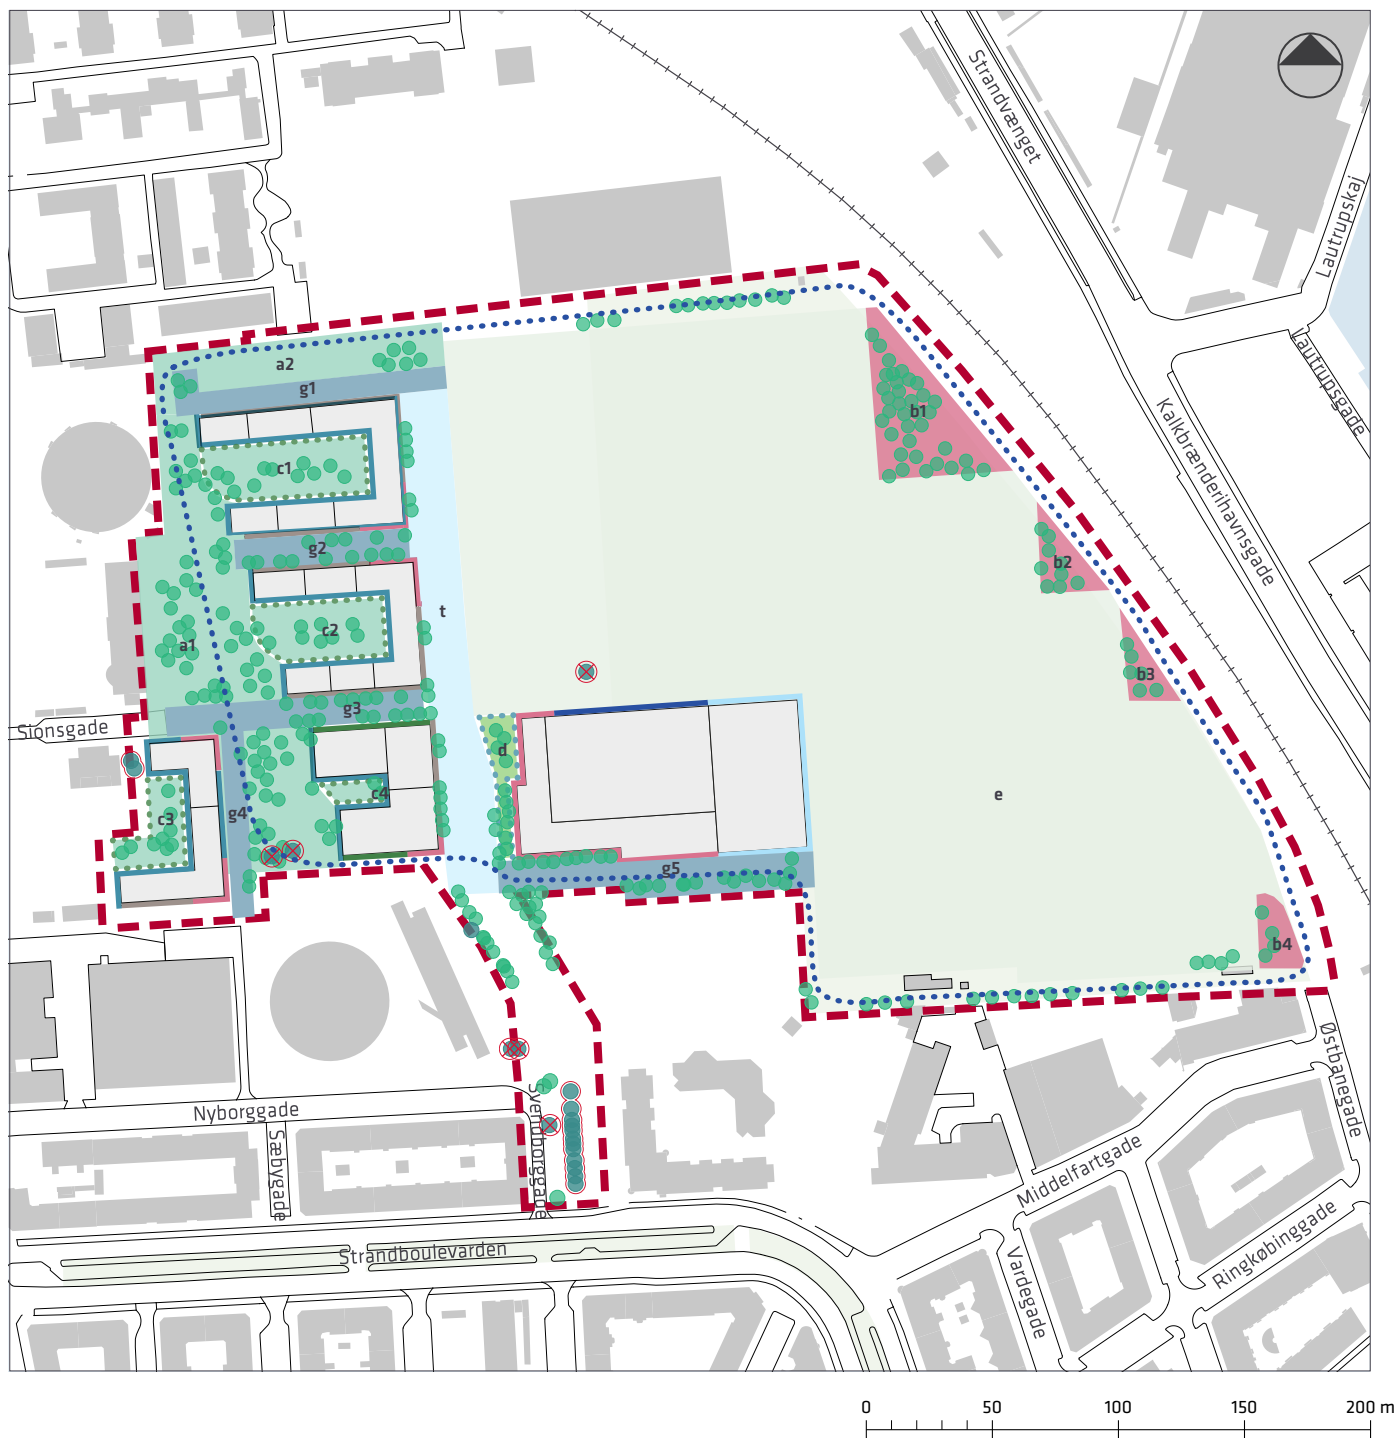 Strandvænget
Lautrupskaj
Lautrupsgade
Kalkbrænderihavnsgade
a2
g1
b1
c1
g2
b2
t
c2
a1
b3
g3
Sionsgade
d
c4
e
g4
c3
g5
b4
Østbanegade
Nyborggade
Sæbygade
Svendborggade
Middelfartgade
Strandboulevarden
Vardegade
Ringkøbinggade
0 50 100 150 200 m